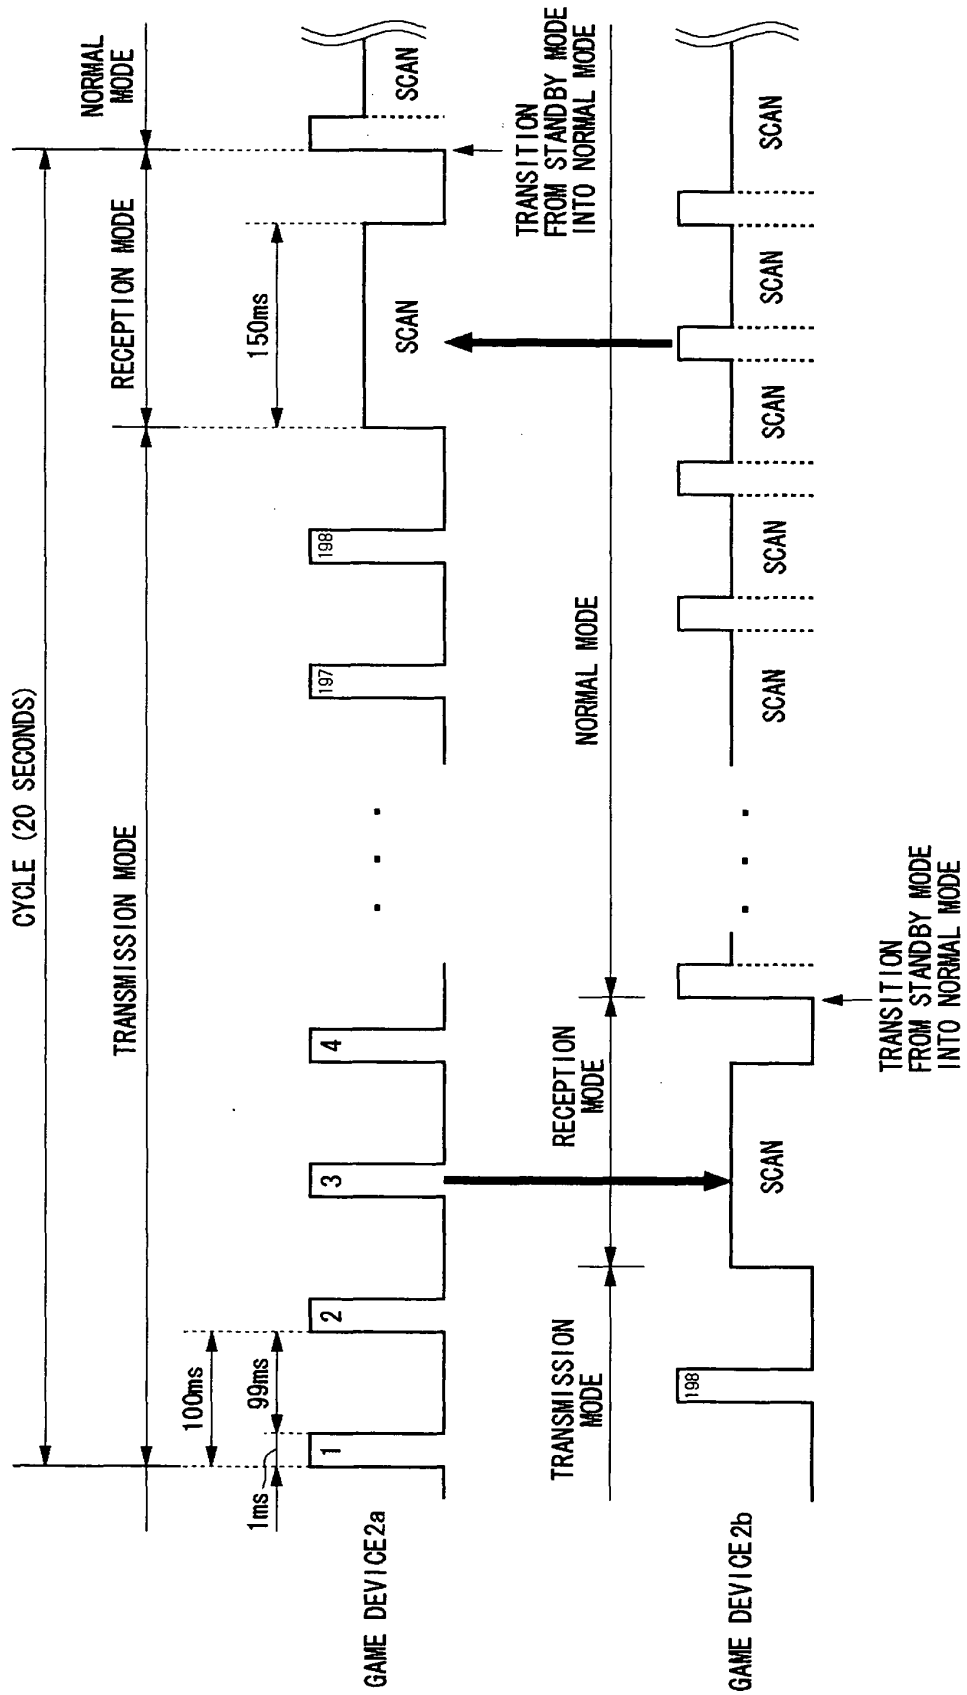 CYCLE (20 SECONDS)
TRANSMISSION MODE
RECEPTION MODE
NORMAL
MODE
100ms
1ms
99ms
150ms
GAME DEVICE2a
1
2
3
4
197
198
SCAN
SCAN
TRANSITION
FROM STANDBY MODE
INTO NORMAL MODE
TRANSMISSION
MODE
RECEPTION
MODE
NORMAL MODE
GAME DEVICE2b
198
SCAN
SCAN
SCAN
SCAN
SCAN
SCAN
TRANSITION
FROM STANDBY MODE
INTO NORMAL MODE